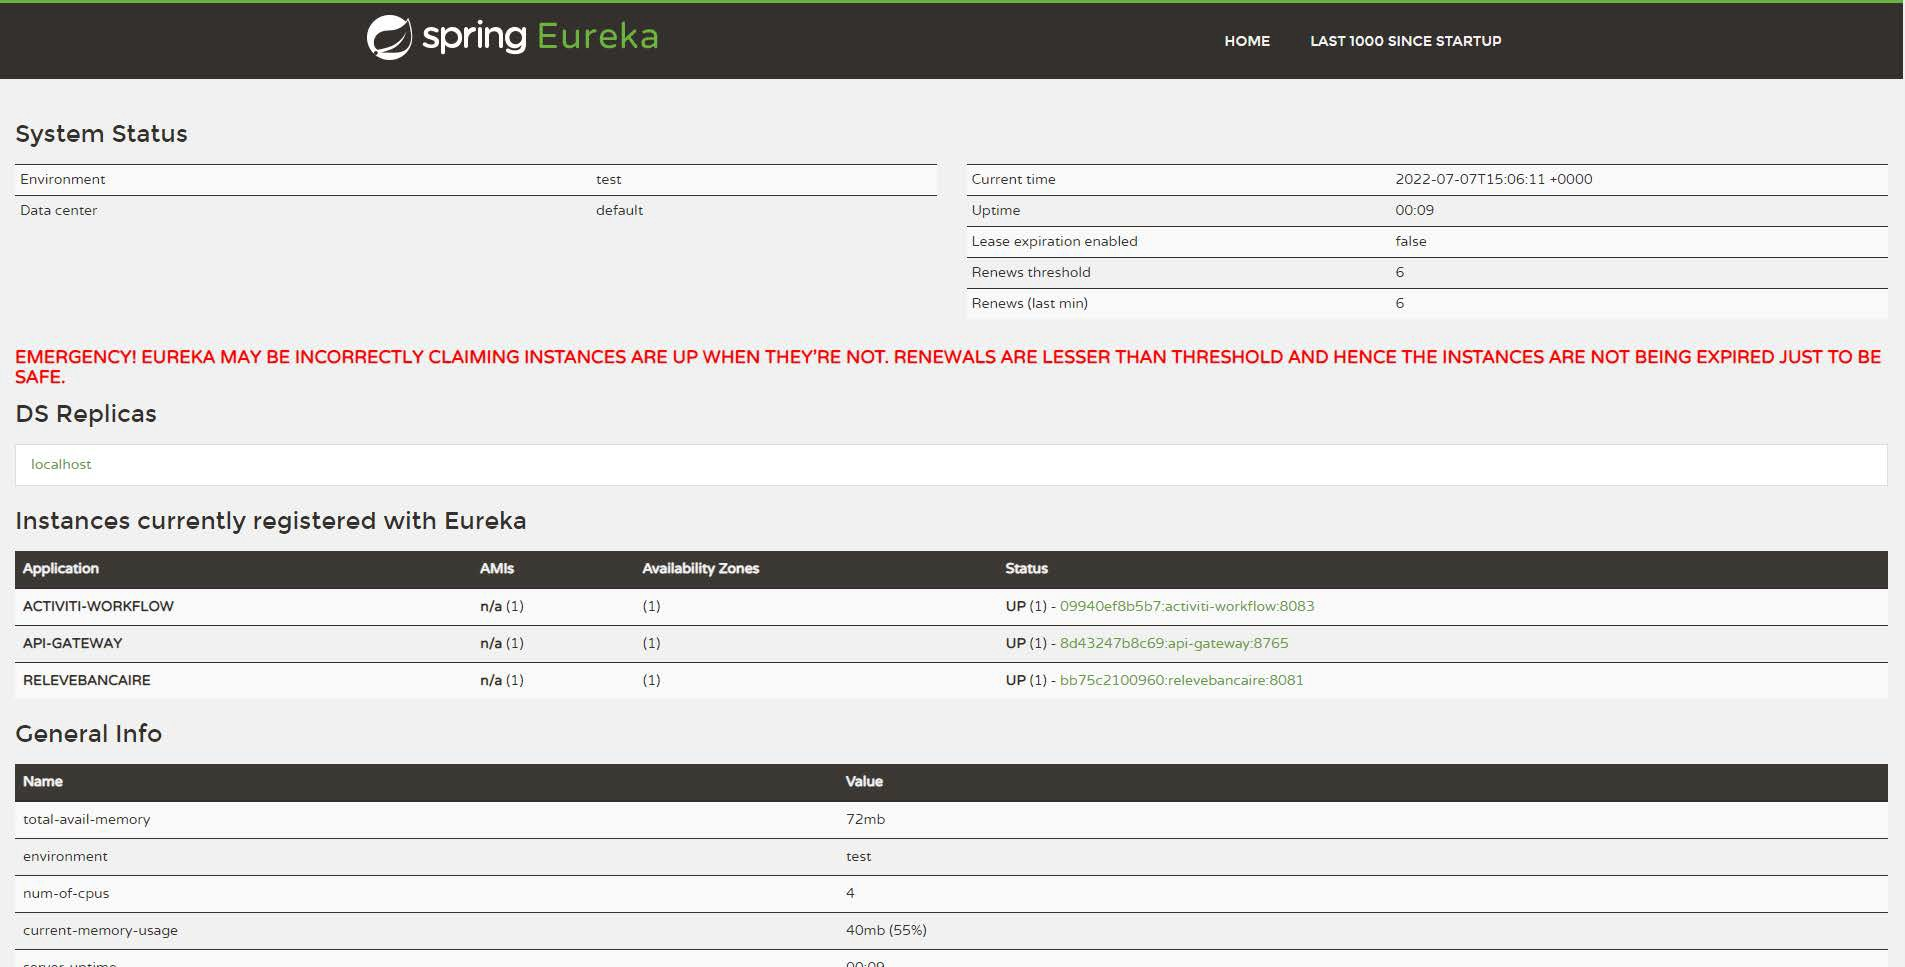 spring Eureka
HOME LAST 1000 SINCE STARTUP
System Status
Environment test
Data center default
Current time 2022-07-07T15:06:11 +0000
Uptime 00:09
Lease expiration enabled false
Renews threshold 6
Renews (last min) 6
EMERGENCY! EUREKA MAY BE INCORRECTLY CLAIMING INSTANCES ARE UP WHEN THEY'RE NOT. RENEWALS ARE LESSER THAN THRESHOLD AND HENCE THE INSTANCES ARE NOT BEING EXPIRED JUST TO BE
SAFE.
DS Replicas
localhost
Instances currently registered with Eureka
Application AMIs Availability Zones Status
ACTIVITI-WORKFLOW n/a (1) (1) UP (1) - 09940ef8b5b7:activiti-workflow:8083
API-GATEWAY n/a (1) (1) UP (1) - 8d43247b8c69:api-gateway:8765
RELEVEBANCAIRE n/a (1) (1) UP (1) - bb75c2100960:relevebancaire:8081
General Info
Name Value
total-avail-memory 72mb
environment test
num-of-cpus 4
current-memory-usage 40mb (55%)
server-uptime 00:09